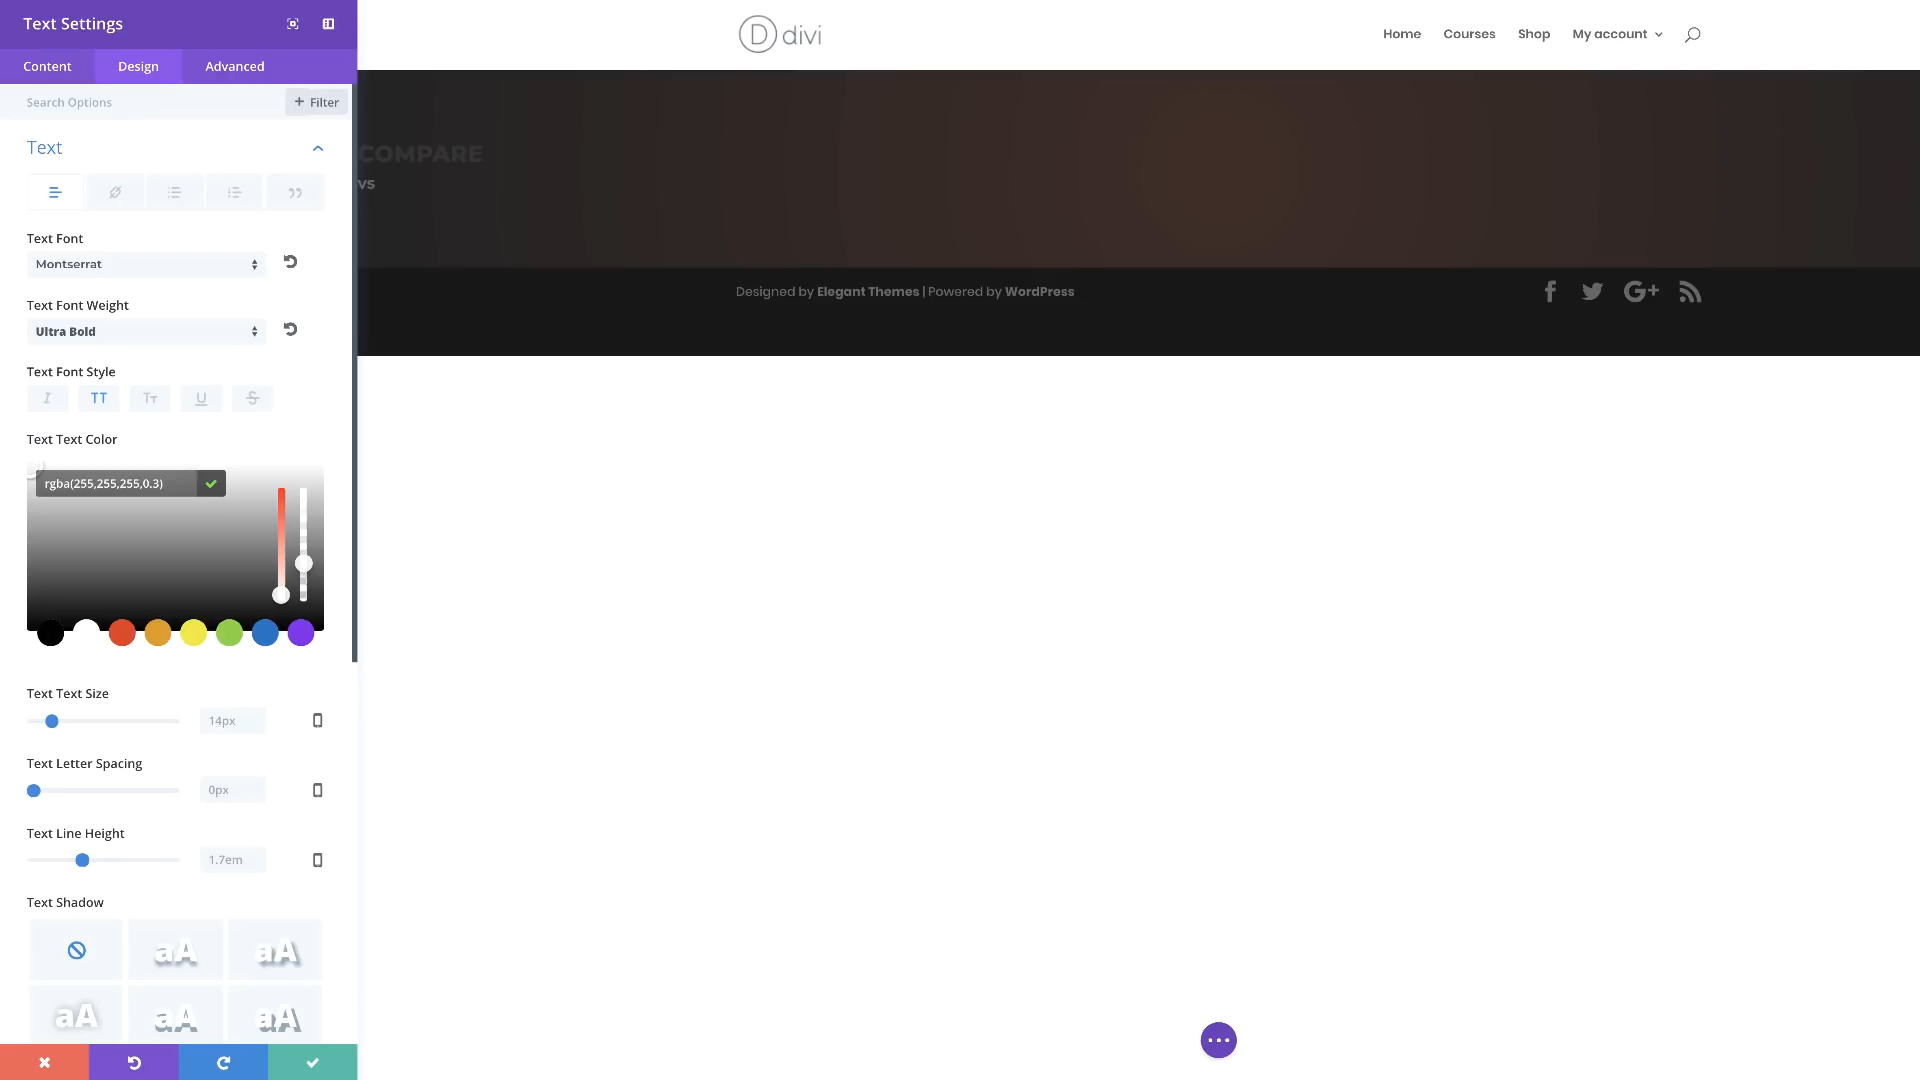 Text Settings
Content
Design
Advanced
Search Options
+ Filter
Text
Text Font
Montserrat
Text Font Weight
Ultra Bold
Text Font Style
I
TT
Tт
U
S
Text Text Color
rgba(255,255,255,0.3)
Text Text Size
14px
Text Letter Spacing
0px
Text Line Height
1.7em
Text Shadow
aA
aA
aA
aA
aA
D divi
Home
Courses
Shop
My account
COMPARE
VS
Designed by Elegant Themes | Powered by WordPress
f
G+